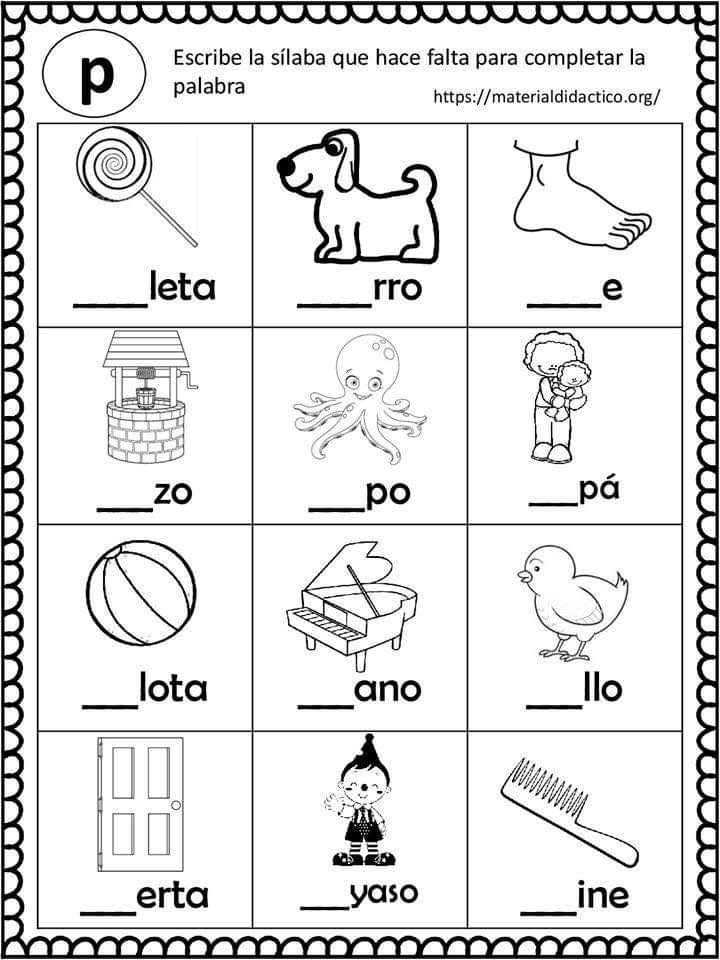 p
Escribe la sílaba que hace falta para completar la
palabra
https://materialdidactico.org/
____leta
____rro
____e
___zo
___po
___pá
___lota
___ano
___llo
___erta
___yaso
___ine